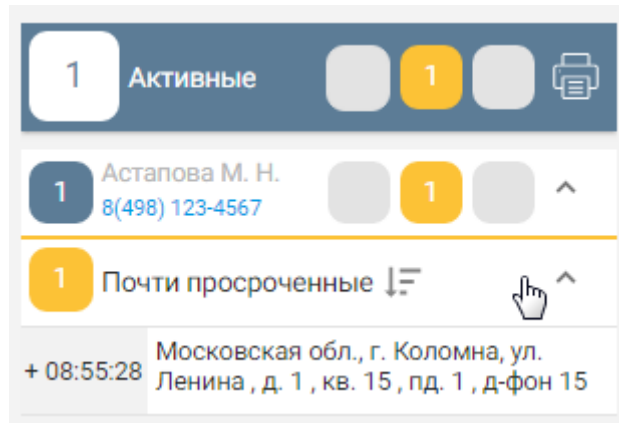 1 Активные 1
1 Астапова М. Н. 1
8(498) 123-4567
1 Почти просроченные
+ 08:55:28 Московская обл., г. Коломна, ул.
Ленина , д. 1 , кв. 15 , пд. 1 , д-фон 15